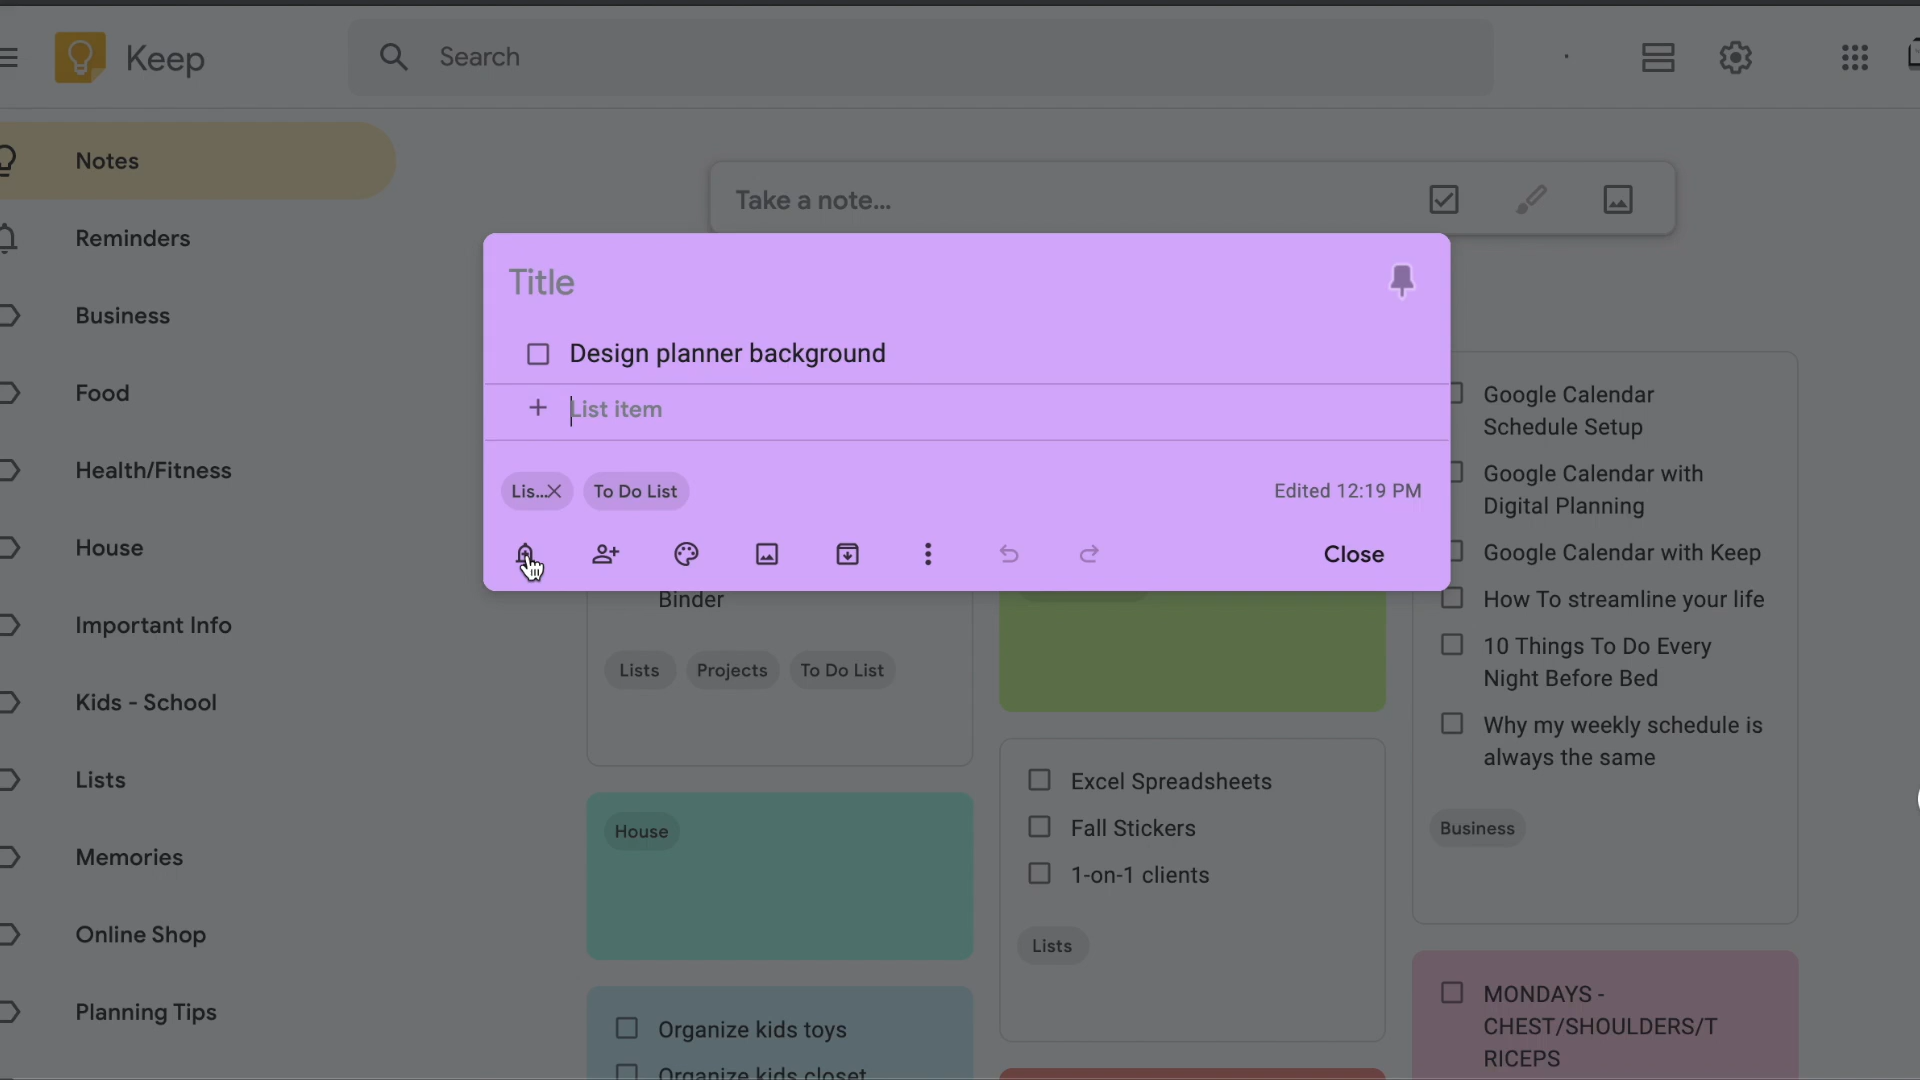 Keep
Search
Notes
Reminders
Business
Food
Health/Fitness
House
Important Info
Kids - School
Lists
Memories
Online Shop
Planning Tips
Take a note...
Title
Design planner background
List item
Lis...
To Do List
Edited 12:19 PM
Close
Binder
Lists
Projects
To Do List
House
Organize kids toys
Organize kids closet
Excel Spreadsheets
Fall Stickers
1-on-1 clients
Lists
Google Calendar
Schedule Setup
Google Calendar with
Digital Planning
Google Calendar with Keep
How To streamline your life
10 Things To Do Every
Night Before Bed
Why my weekly schedule is
always the same
Business
MONDAYS -
CHEST/SHOULDERS/T
RICEPS